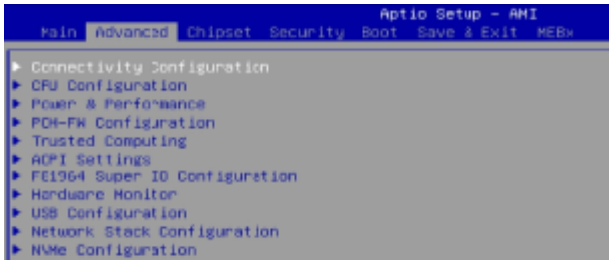 Aptio Setup - AMI
Main Advanced Chipset Security Boot Save & Exit MEBx
▶ Connectivity Configuration
▶ CPU Configuration
▶ Power & Performance
▶ PCH-FW Configuration
▶ Trusted Computing
▶ ACPI Settings
▶ F81964 Super IO Configuration
▶ Hardware Monitor
▶ USB Configuration
▶ Network Stack Configuration
▶ NVMe Configuration